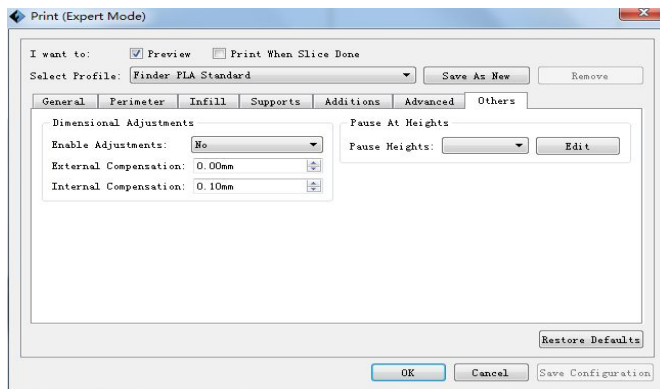 Print (Expert Mode)
I want to: Preview Print When Slice Done
Select Profile: Finder PLA Standard Save As New Remove
General Perimeter Infill Supports Additions Advanced Others
Dimensional Adjustments Pause At Heights
Enable Adjustments: No Pause Heights: Edit
External Compensation: 0.00mm
Internal Compensation: 0.10mm
Restore Defaults
OK Cancel Save Configuration